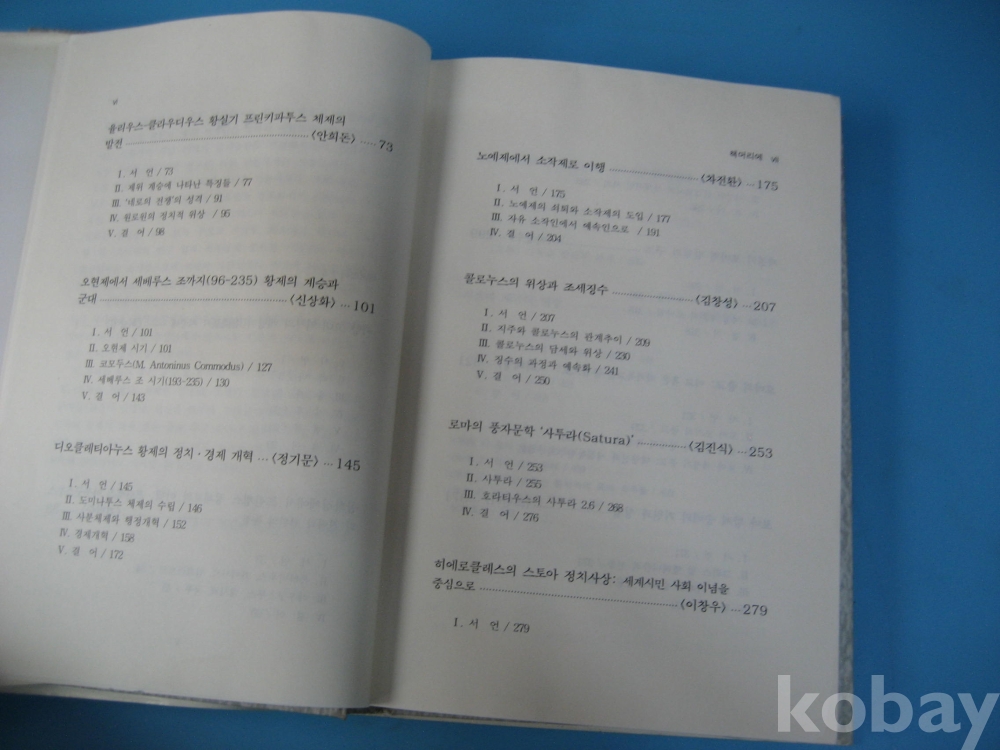 vi
율리우스-클라우디우스 황실기 프린키파투스 체제의
발전 ······ 〈안희돈〉 ····· 73
Ⅰ. 서 언 / 73
Ⅱ. 제위 계승에 나타난 특징들 / 77
Ⅲ. '네로의 전쟁'의 성격 / 91
Ⅳ. 원로원의 정치적 위상 / 95
Ⅴ. 결 어 / 98
오현제에서 세베루스 조까지(96-235) 황제의 계승과
군대 ······ 〈신상화〉 ··· 101
Ⅰ. 서 언 / 101
Ⅱ. 오현제 시기 / 101
Ⅲ. 코모두스(M. Antoninus Commodus) / 127
Ⅳ. 세베루스 조 시기(193-235) / 130
Ⅴ. 결어 / 143
디오클레티아누스 황제의 정치·경제 개혁 ··· 〈정기문〉 ··· 145
Ⅰ. 서 언 / 145
Ⅱ. 도미나투스 체제의 수립 / 146
Ⅲ. 사분체제와 행정개혁 / 152
Ⅳ. 경제개혁 / 158
Ⅴ. 결어 / 172
차례 vii
노예제에서 소작제로 이행 ······ 〈차전환〉 ··· 175
Ⅰ. 서 언 / 175
Ⅱ. 노예제의 쇠퇴와 소작제의 도입 / 177
Ⅲ. 자유 소작인에서 예속인으로 / 191
Ⅳ. 결 어 / 204
콜로누스의 위상과 조세징수 ······ 〈김창성〉 ··· 207
Ⅰ. 서 언 / 207
Ⅱ. 지주와 콜로누스의 관계추이 / 209
Ⅲ. 콜로누스의 담세와 위상 / 230
Ⅳ. 징수의 과정과 예속화 / 241
Ⅴ. 결 어 / 250
로마의 풍자문학 '사투라(Satura)' ······ 〈김진식〉 ··· 253
Ⅰ. 서 언 / 253
Ⅱ. 사투라 / 255
Ⅲ. 호라티우스의 사투라 2.6 / 268
Ⅳ. 결 어 / 276
히에로클레스의 스토아 정치사상: 세계시민 사회 이념을
중심으로 ······ 〈이창우〉 ··· 279
Ⅰ. 서 언 / 279
kobay